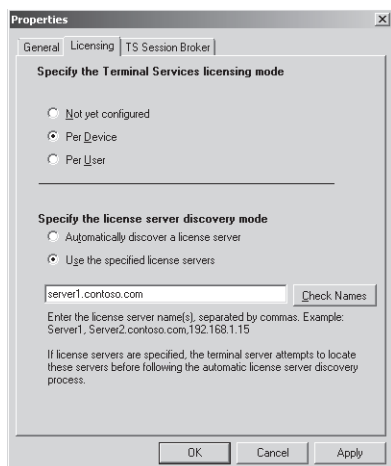 Properties
General Licensing TS Session Broker
Specify the Terminal Services licensing mode
Not yet configured
Per Device
Per User
Specify the license server discovery mode
Automatically discover a license server
Use the specified license servers
server1.contoso.com Check Names
Enter the license server name(s), separated by commas. Example:
Server1, Server2.contoso.com,192.168.1.15
If license servers are specified, the terminal server attempts to locate
these servers before following the automatic license server discovery
process.
OK Cancel Apply